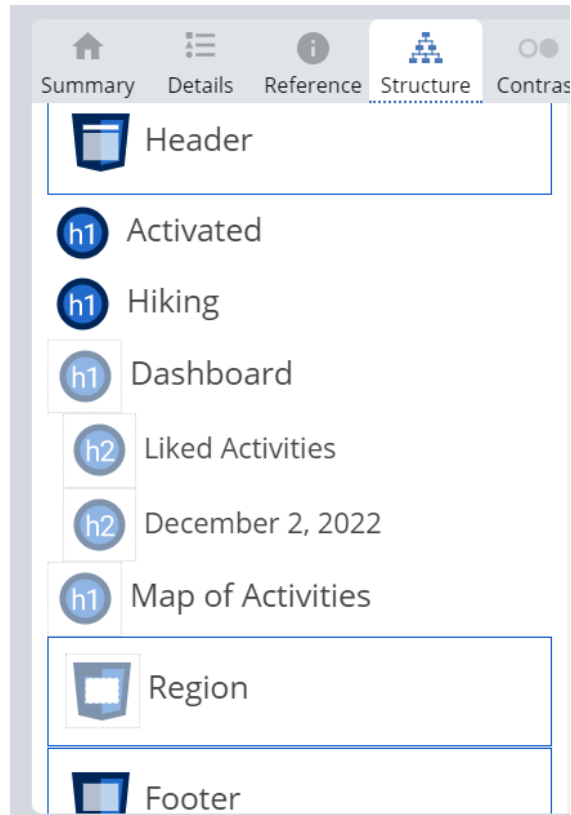 Summary Details Reference Structure Contras
Header
h1 Activated
h1 Hiking
h1 Dashboard
h2 Liked Activities
h2 December 2, 2022
h1 Map of Activities
Region
Footer